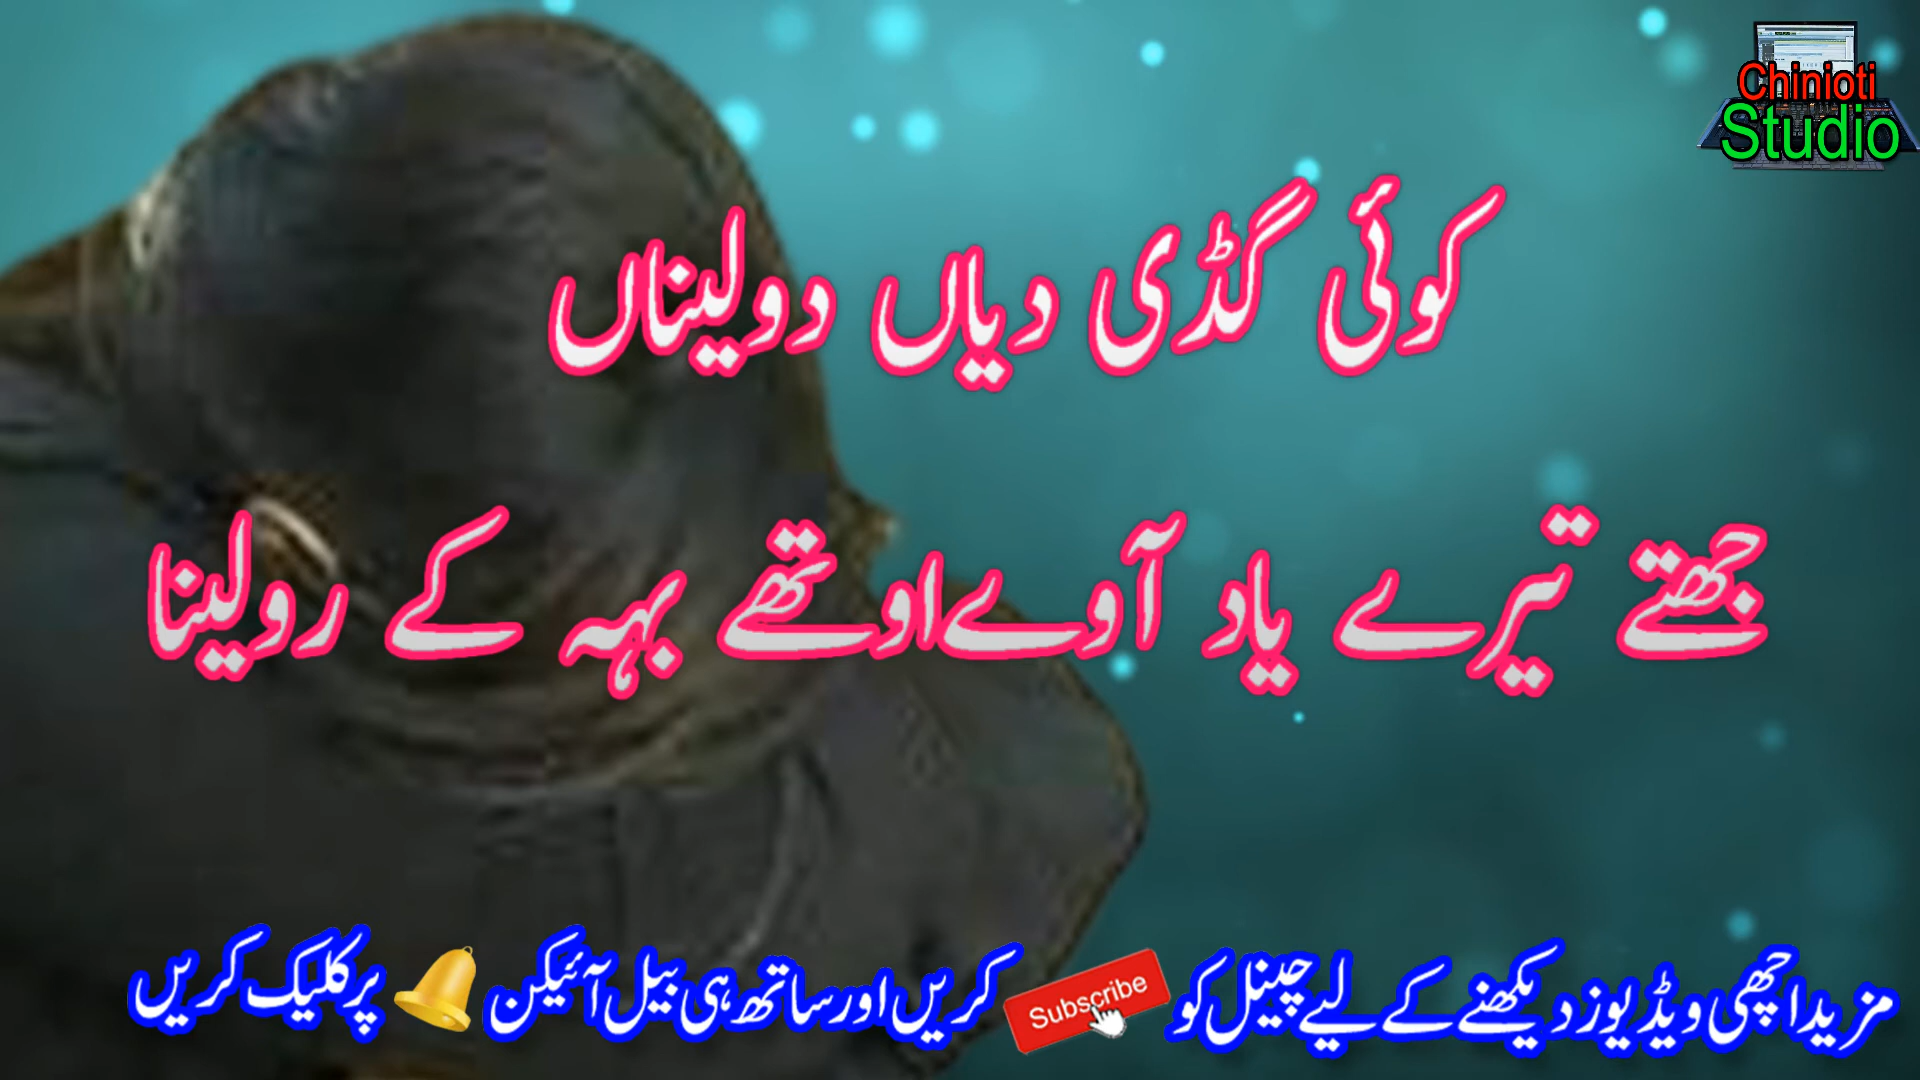 Chinioti
Studio
کوئی گڈی دیاں دولیناں
جھتے تیرے یاد آوے اوتھے بہہ کے رولینا
مزید اچھی ویڈیوز دیکھنے کے لیے چینل کو Subscribe کریں اور ساتھ ہی بیل آئیکن پر کلیک کریں